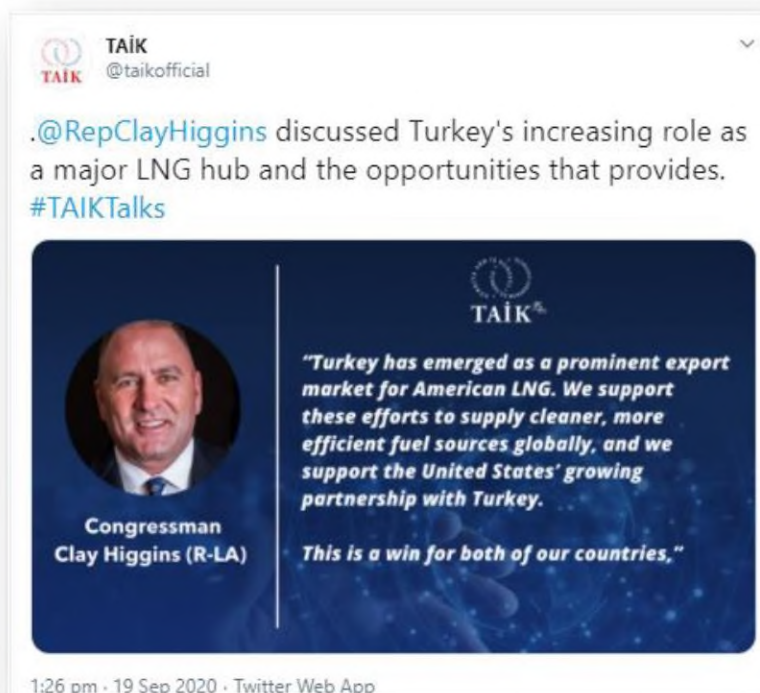 TAİK
TAİK
@taikofficial
.@RepClayHiggins discussed Turkey's increasing role as
a major LNG hub and the opportunities that provides.
#TAIKTalks
TAİK
"Turkey has emerged as a prominent export
market for American LNG. We support
these efforts to supply cleaner, more
efficient fuel sources globally, and we
support the United States' growing
partnership with Turkey.
This is a win for both of our countries,"
Congressman
Clay Higgins (R-LA)
1:26 pm · 19 Sep 2020 · Twitter Web App